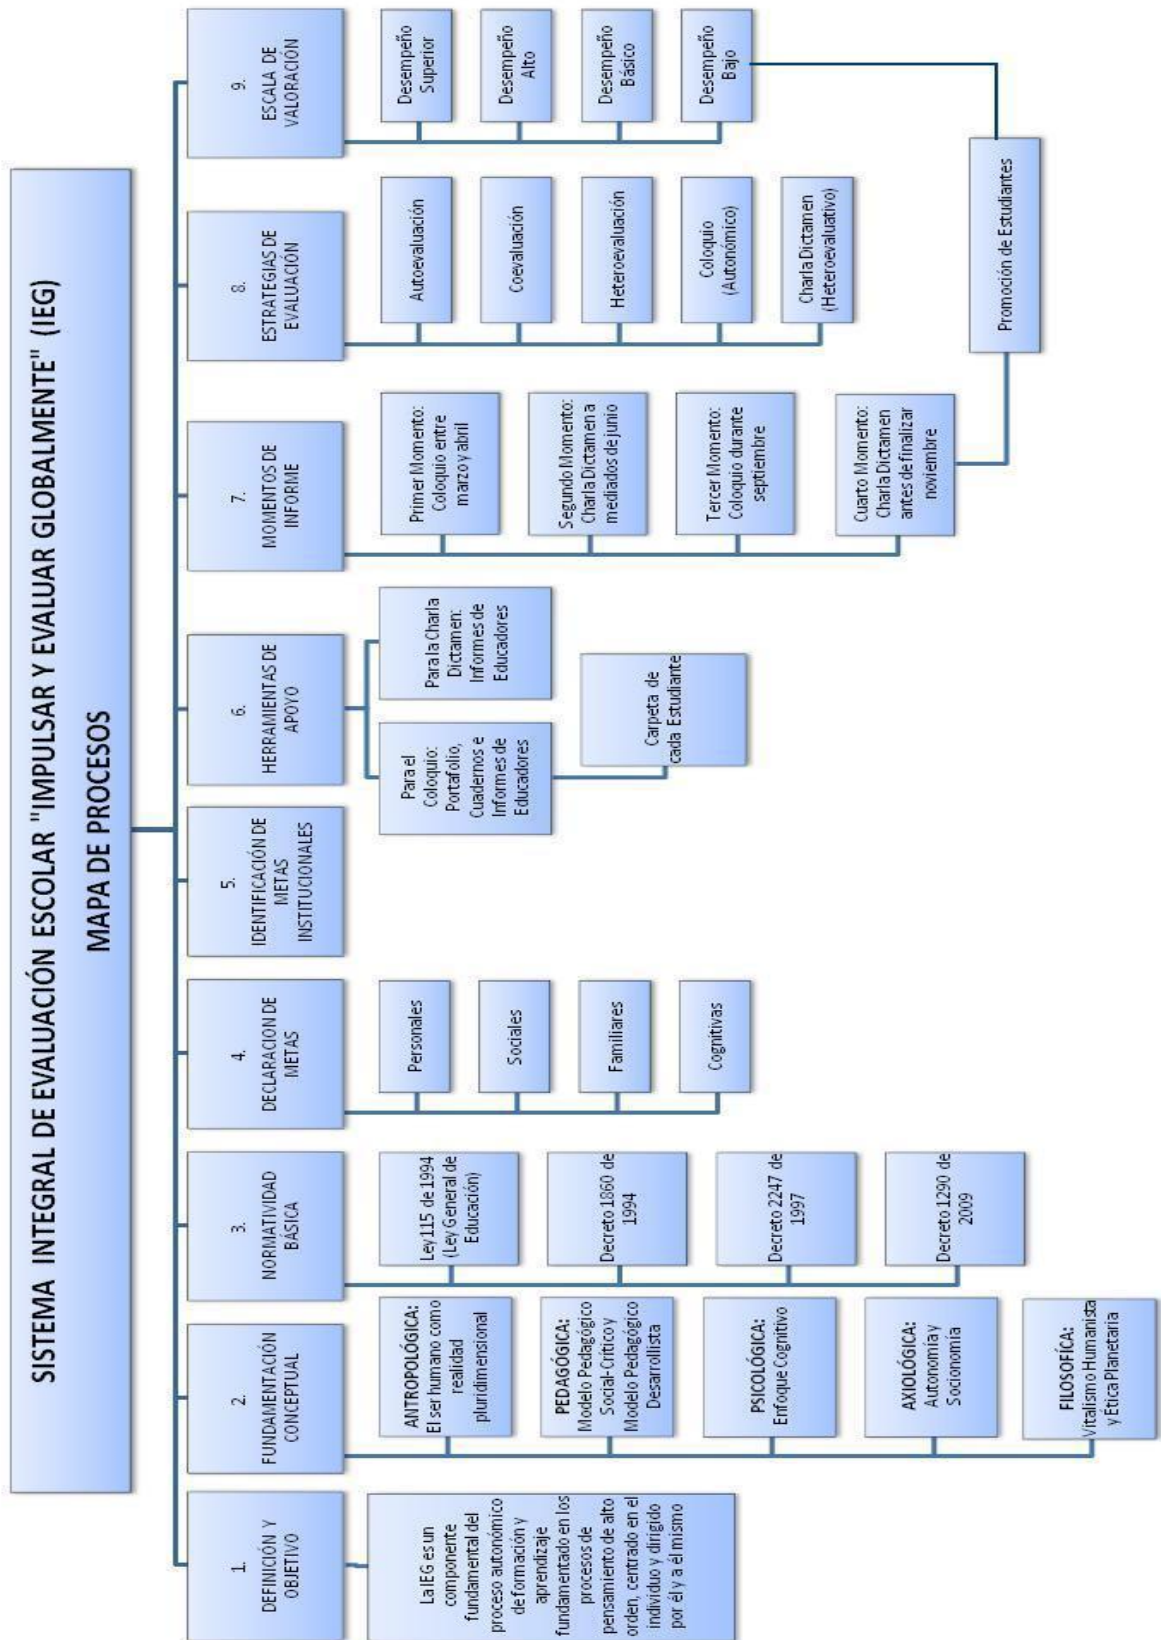 SISTEMA INTEGRAL DE EVALUACIÓN ESCOLAR "IMPULSAR Y EVALUAR GLOBALMENTE" (IEG)
MAPA DE PROCESOS
1.
DEFINICIÓN Y
OBJETIVO
La IEG es un
componente
fundamental del
proceso autonómico
de formación y
aprendizaje
fundamentado en los
procesos de
pensamiento de alto
orden, centrado en el
individuo y dirigido
por él y a él mismo
2.
FUNDAMENTACIÓN
CONCEPTUAL
ANTROPOLÓGICA:
El ser humano como
realidad
pluridimensional
PEDAGÓGICA:
Modelo Pedagógico
Social- Crítico y
Modelo Pedagógico
Desarrollista
PSICOLÓGICA:
Enfoque Cognitivo
AXIOLÓGICA:
Autonomía y
Socionomía
FILOSOFÍCA:
Vitalismo Humanista
y Ética Planetaria
3.
NORMATIVIDAD
BÁSICA
Ley 115 de 1994
(Ley General de
Educación)
Decreto 1860 de
1994
Decreto 2247 de
1997
Decreto 1290 de
2009
4.
DECLARACION DE
METAS
Personales
Sociales
Familiares
Cognitivas
5.
IDENTIFICACIÓN DE
METAS
INSTITUCIONALES
6.
HERRAMIENTAS DE
APOYO
Para el
Coloquio:
Portafolio,
Cuadernos e
Informes de
Educadores
Para la Charla
Dictamen:
Informes de
Educadores
Carpeta de
cada Estudiante
7.
MOMENTOS DE
INFORME
Primer Momento:
Coloquio entre
marzo y abril
Segundo Momento:
Charla Dictamen a
mediados de junio
Tercer Momento:
Coloquio durante
septiembre
Cuarto Momento:
Charla Dictamen
antes de finalizar
noviembre
8.
ESTRATEGIAS DE
EVALUACIÓN
Autoevaluación
Coevaluación
Heteroevaluación
Coloquio
(Autonómico)
Charla Dictamen
(Heteroevaluativo)
9.
ESCALA DE
VALORACIÓN
Desempeño
Superior
Desempeño
Alto
Desempeño
Básico
Desempeño
Bajo
Promoción de Estudiantes